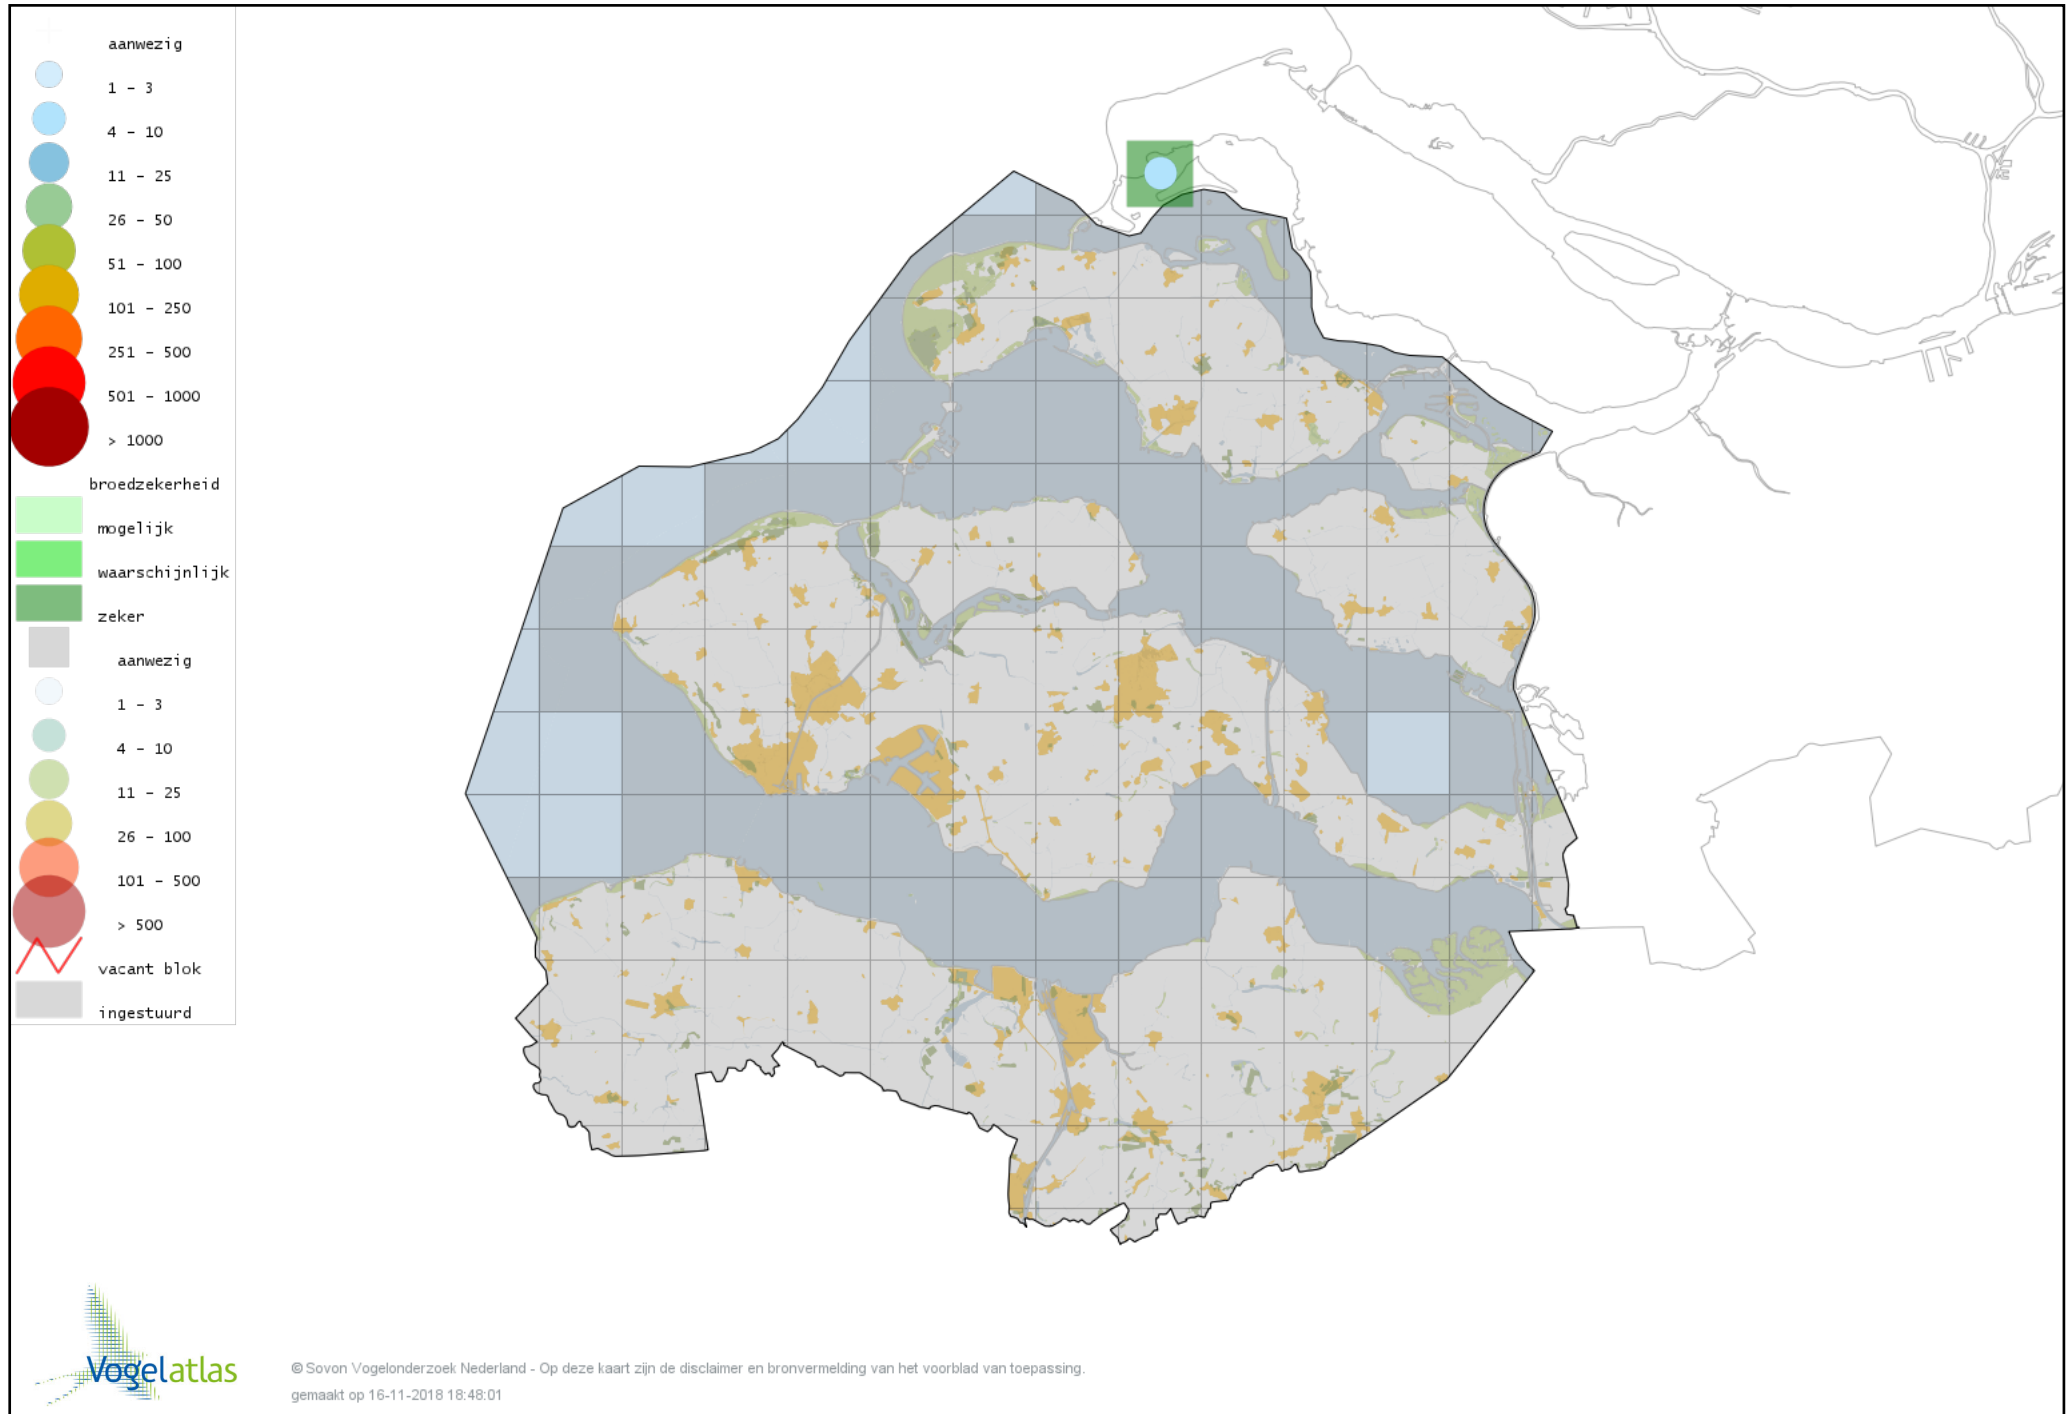 aanwezig
1 - 3
4 - 10
11 - 25
26 - 50
51 - 100
101 - 250
251 - 500
501 - 1000
> 1000
broedzekerheid
mogelijk
waarschijnlijk
zeker
aanwezig
1 - 3
4 - 10
11 - 25
26 - 100
101 - 500
> 500
vacant blok
ingestuurd
Vogelatlas
© Sovon Vogelonderzoek Nederland - Op deze kaart zijn de disclaimer en bronvermelding van het voorblad van toepassing.
gemaakt op 16-11-2018 18:48:01